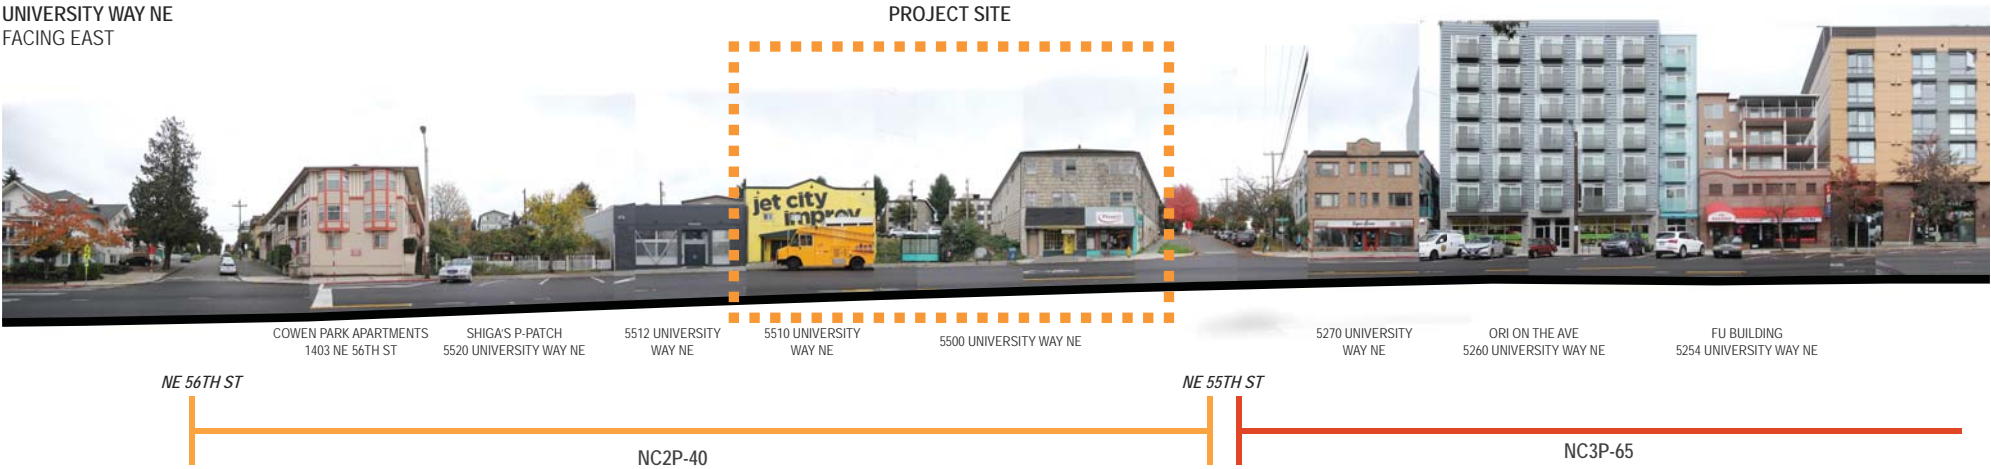 UNIVERSITY WAY NE
FACING EAST
PROJECT SITE
jet city
improv
COWEN PARK APARTMENTS
1403 NE 56TH ST
SHIGA'S P-PATCH
5520 UNIVERSITY WAY NE
5512 UNIVERSITY
WAY NE
5510 UNIVERSITY
WAY NE
5500 UNIVERSITY WAY NE
5270 UNIVERSITY
WAY NE
ORI ON THE AVE
5260 UNIVERSITY WAY NE
FU BUILDING
5254 UNIVERSITY WAY NE
NE 56TH ST
NE 55TH ST
NC2P-40
NC3P-65